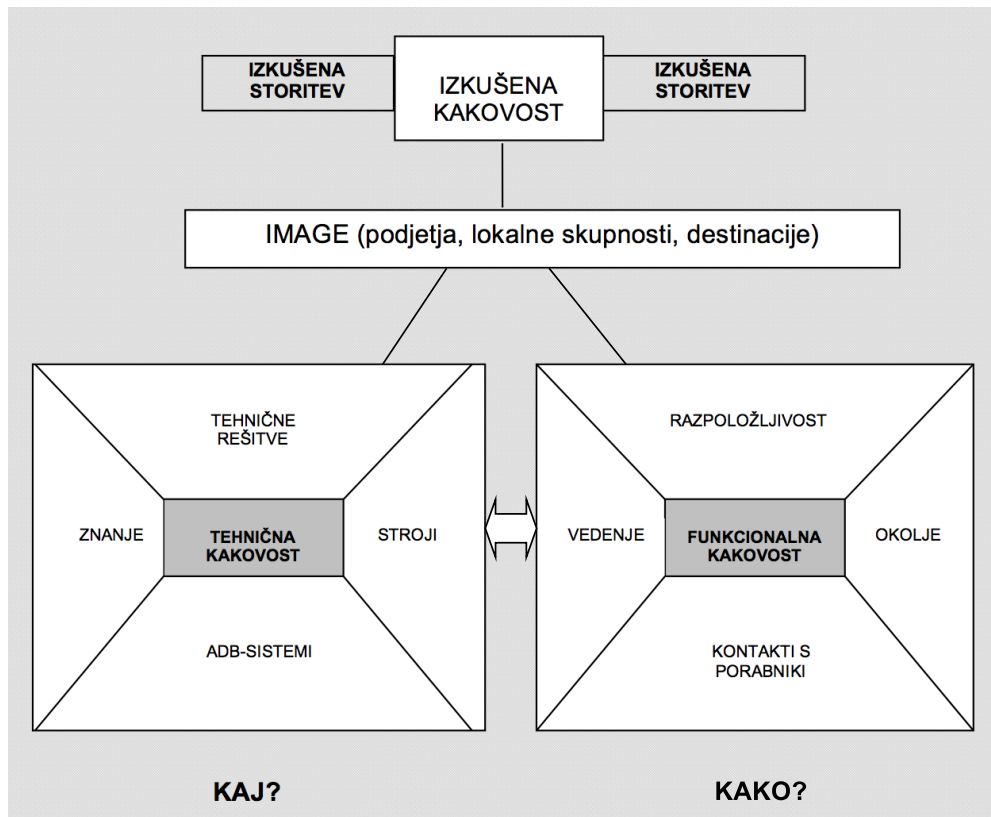 IZKUŠENA
STORITEV
IZKUŠENA
KAKOVOST
IZKUŠENA
STORITEV
IMAGE (podjetja, lokalne skupnosti, destinacije)
TEHNIČNE
REŠITVE
ZNANJE
TEHNIČNA
KAKOVOST
STROJI
ADB-SISTEMI
RAZPOLOŽLJIVOST
VEDENJE
FUNKCIONALNA
KAKOVOST
OKOLJE
KONTAKTI S
PORABNIKI
KAJ?
KAKO?